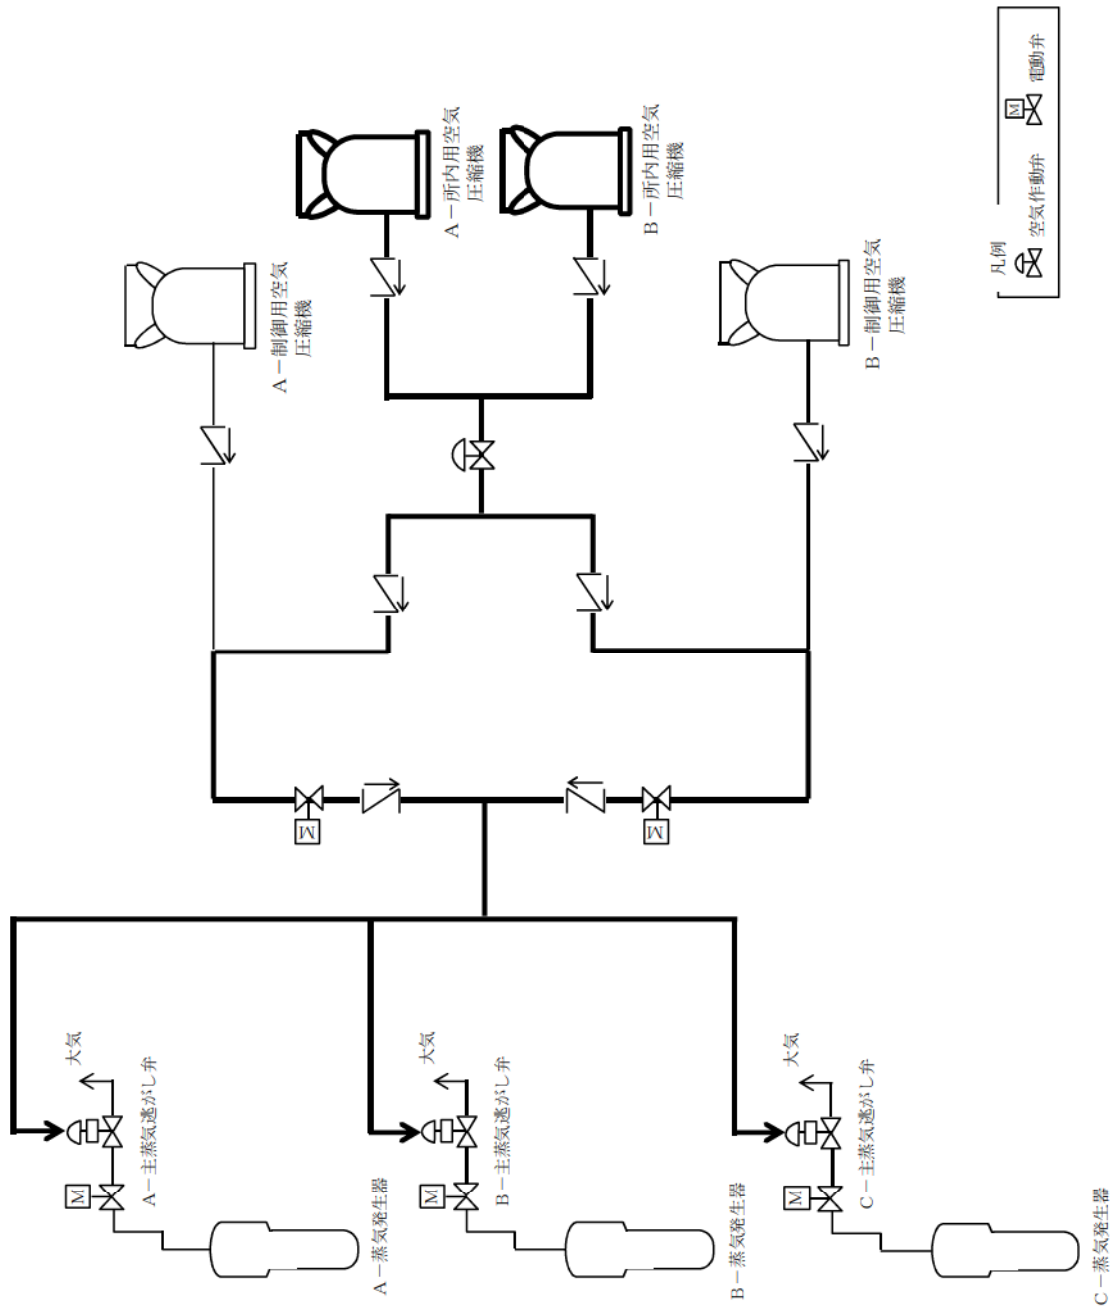 A－制御用空気
圧縮機
A－所内用空気
圧縮機
B－所内用空気
圧縮機
B－制御用空気
圧縮機
M
M
大気
M
A－主蒸気逃がし弁
A－蒸気発生器
大気
M
B－主蒸気逃がし弁
B－蒸気発生器
大気
M
C－主蒸気逃がし弁
C－蒸気発生器
凡例
空気作動弁
M
電動弁